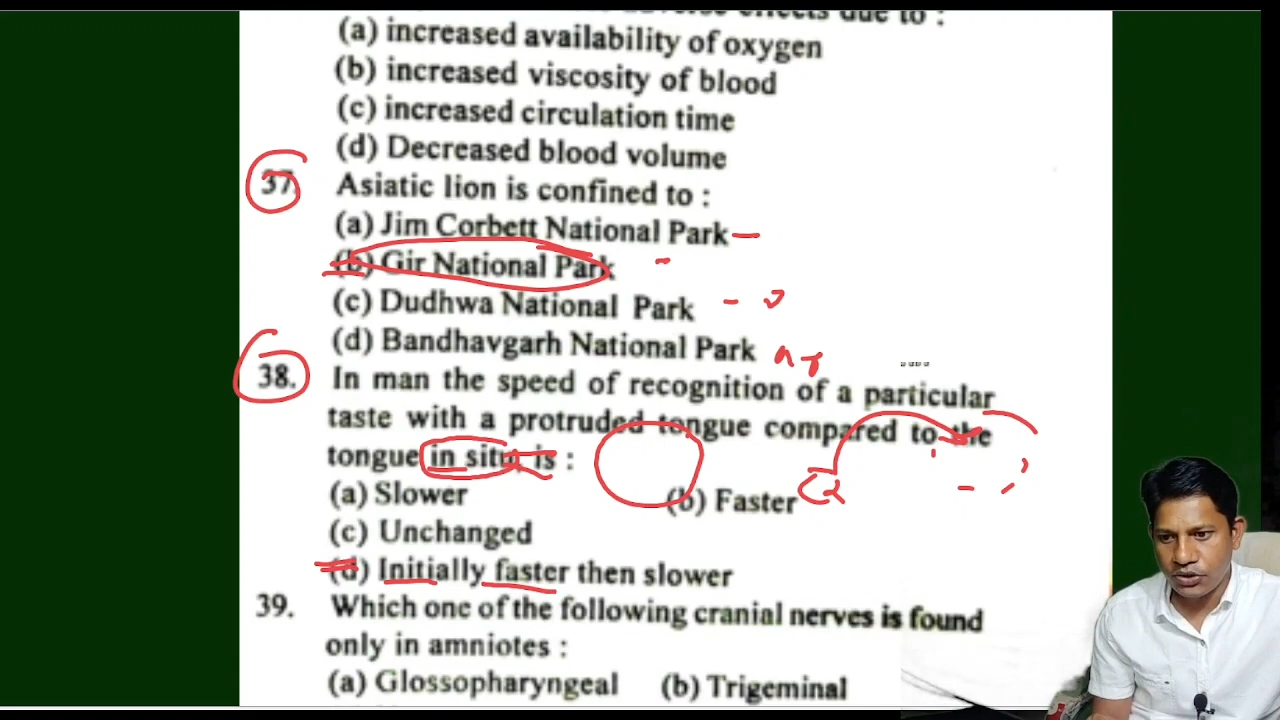 effects due to :
(a) increased availability of oxygen
(b) increased viscosity of blood
(c) increased circulation time
(d) Decreased blood volume
37. Asiatic lion is confined to :
(a) Jim Corbett National Park
(b) Gir National Park
(c) Dudhwa National Park
(d) Bandhavgarh National Park
38. In man the speed of recognition of a particular
taste with a protruded tongue compared to the
tongue in situ, is :
(a) Slower (b) Faster
(c) Unchanged
(d) Initially faster then slower
39. Which one of the following cranial nerves is found
only in amniotes :
(a) Glossopharyngeal (b) Trigeminal